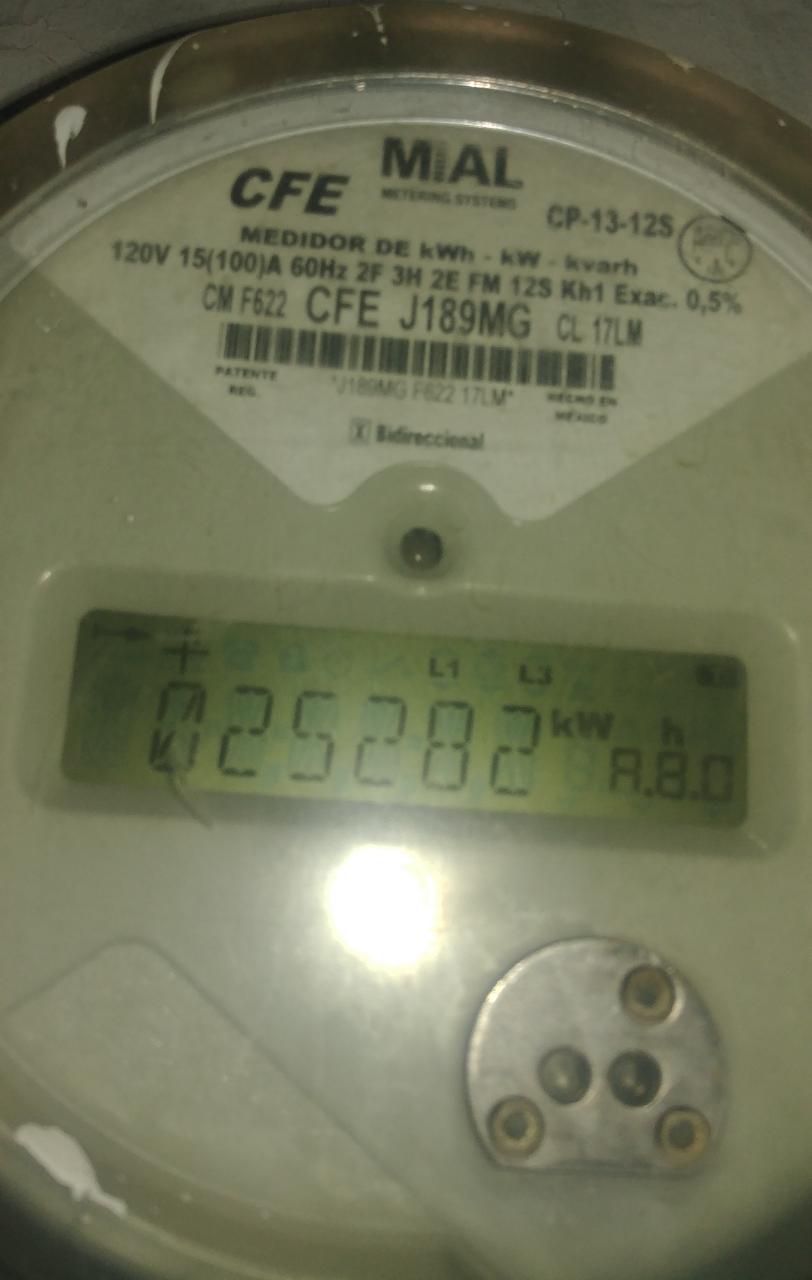 MiAL
CFE
METERING SYSTEMS
CP-13-12S
MEDIDOR DE kWh - kW - kvarh
120V 15(100)A 60Hz 2F 3H 2E FM 12S Kh1 Exac. 0,5%
CM F622 CFE J189MG CL 17LM
PATENTE REG.
*J189MG F622 17LM*
HECHO EN MÉXICO
X Bidireccional
+ L1 L3
025282 kW h
A.8.0